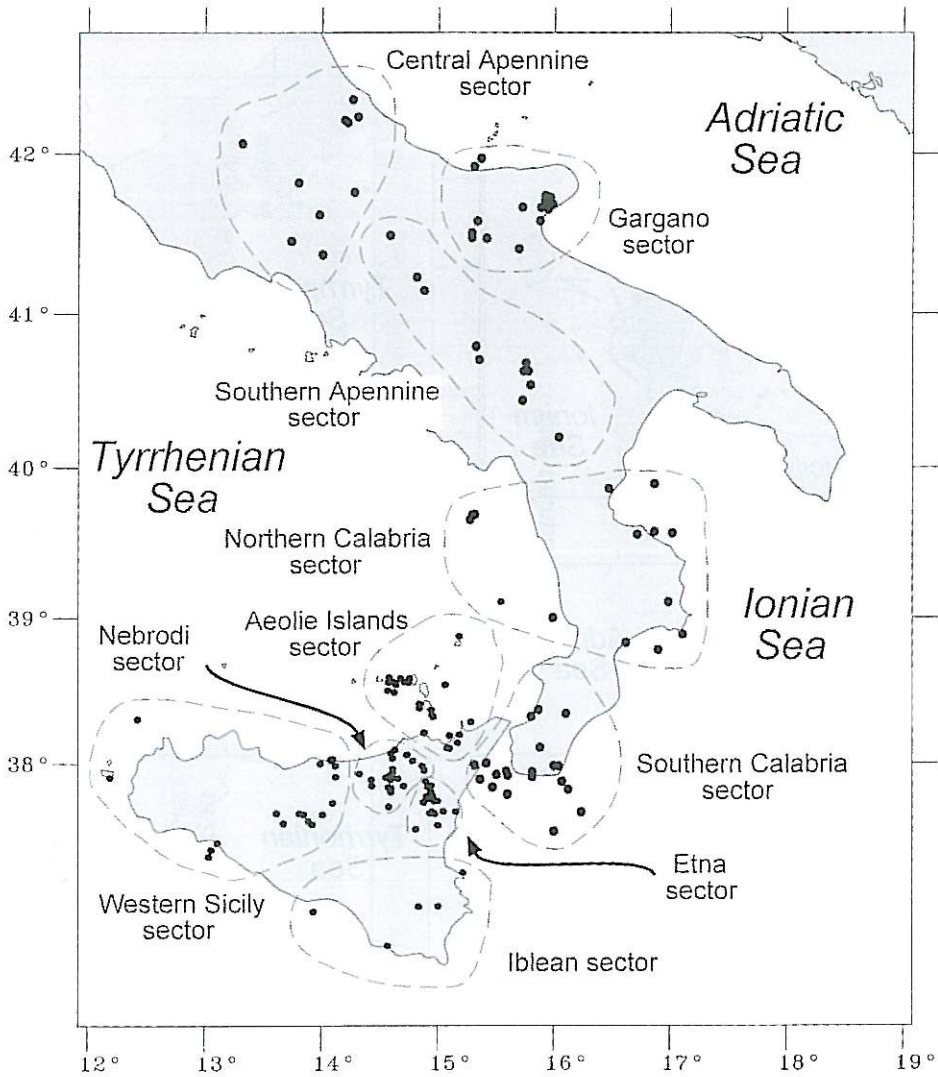 Central Apennine
sector
Adriatic
Sea
42°
Gargano
sector
41°
Southern Apennine
sector
40°
Tyrrhenian
Sea
Northern Calabria
sector
39°
Aeolie Islands
sector
Ionian
Sea
Nebrodi
sector
38°
Southern Calabria
sector
Etna
sector
Western Sicily
sector
Iblean sector
12° 13° 14° 15° 16° 17° 18° 19°